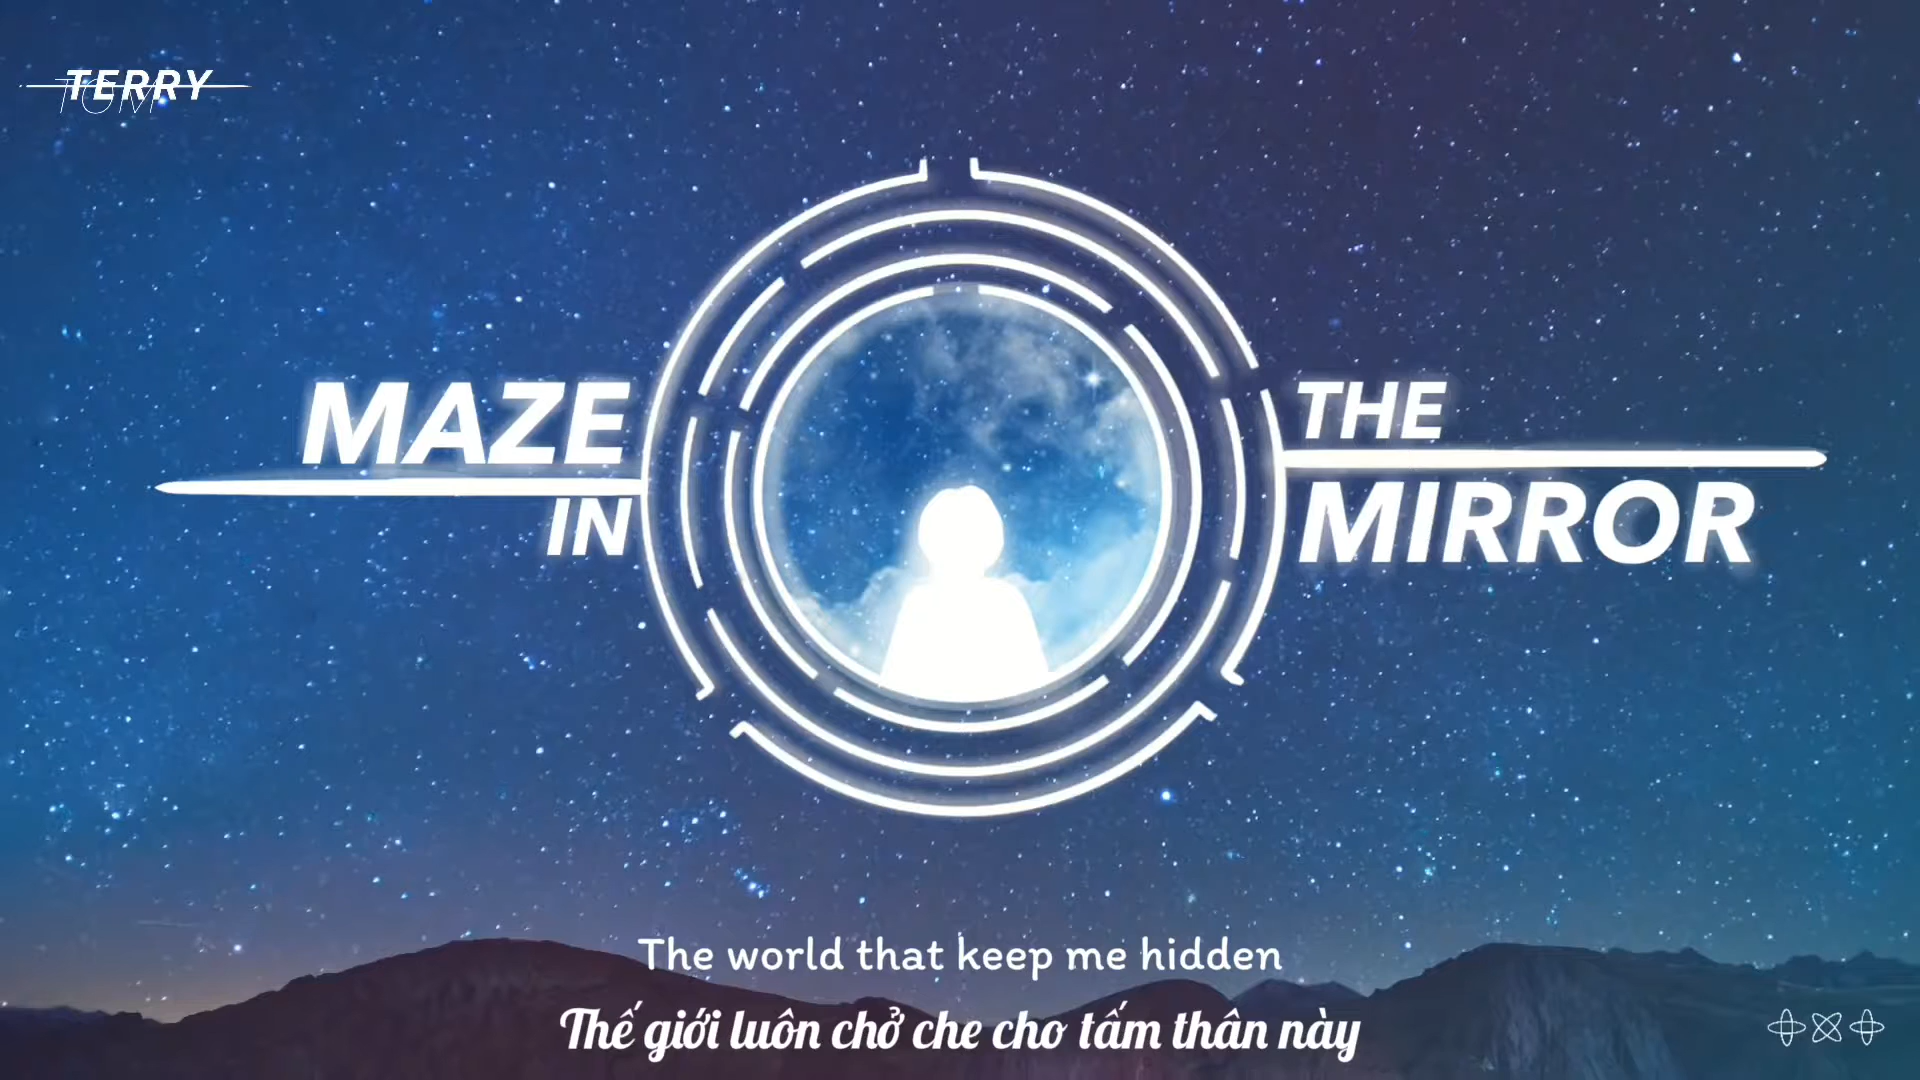 TERRY
TOM
MAZE
IN
THE
MIRROR
The world that keep me hidden
Thế giới luôn chở che cho tấm thân này